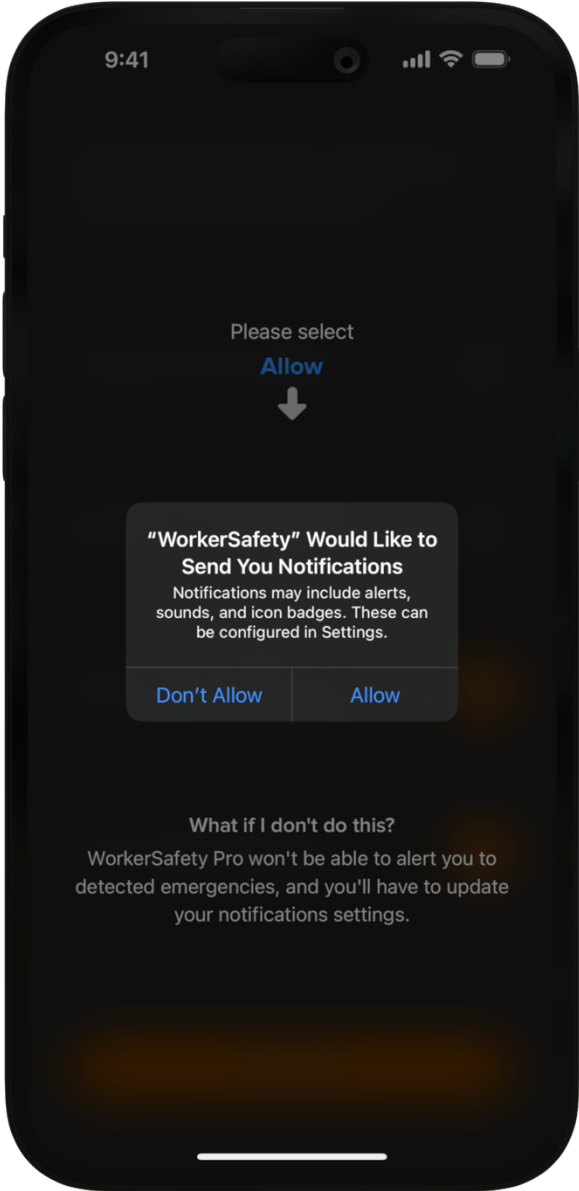 9:41
Please select
Allow
“WorkerSafety” Would Like to
Send You Notifications
Notifications may include alerts,
sounds, and icon badges. These can
be configured in Settings.
Don’t Allow
Allow
What if I don't do this?
WorkerSafety Pro won't be able to alert you to
detected emergencies, and you'll have to update
your notifications settings.